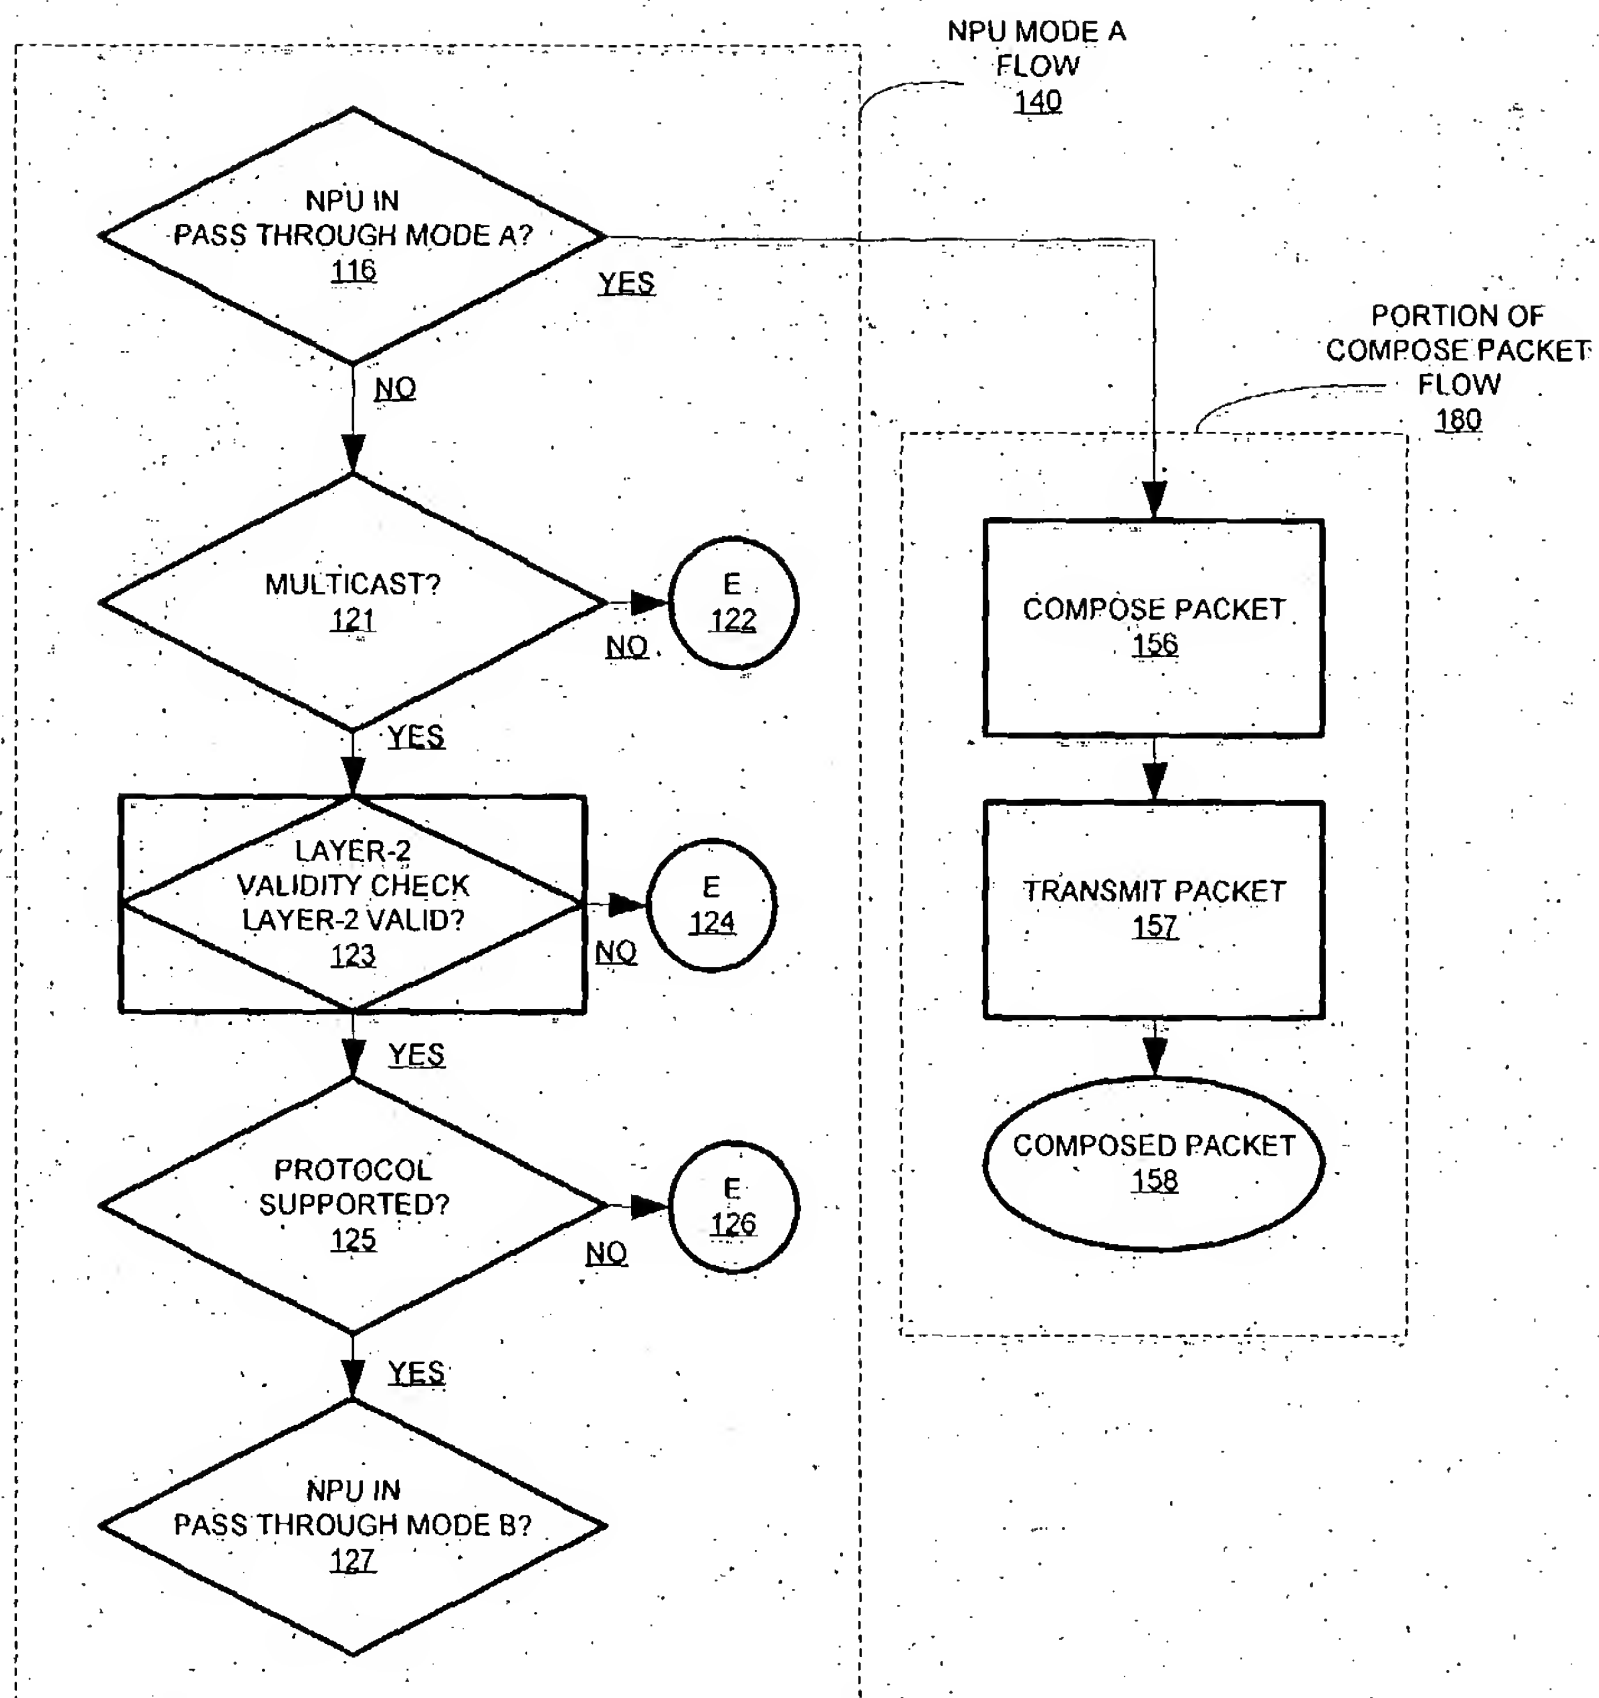 NPU MODE A
FLOW
140
NPU IN
PASS THROUGH MODE A?
116
YES
NO
PORTION OF
COMPOSE PACKET
FLOW
180
MULTICAST?
121
NO
E
122
YES
COMPOSE PACKET
156
LAYER-2
VALIDITY CHECK
LAYER-2 VALID?
123
NO
E
124
YES
TRANSMIT PACKET
157
PROTOCOL
SUPPORTED?
125
NO
E
126
YES
COMPOSED PACKET
158
NPU IN
PASS THROUGH MODE B?
127